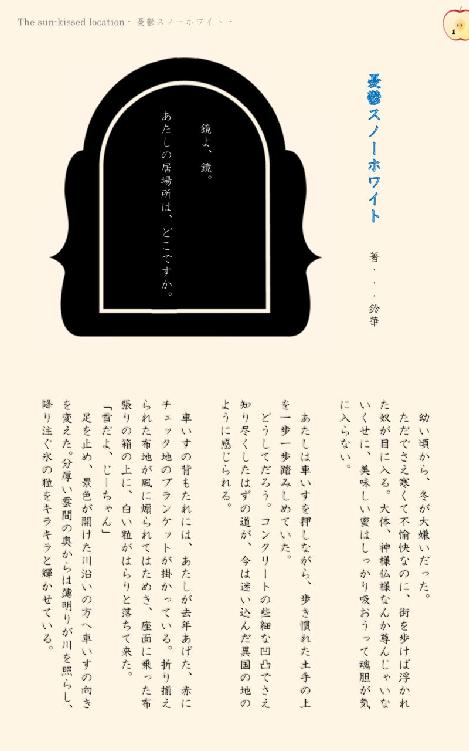 The sun-kissed location - 憂鬱スノーホワイト -
1
憂鬱スノーホワイト
著・・・鈴華
鏡よ、鏡。
あたしの居場所は、どこですか。
幼い頃から、冬が大嫌いだった。
ただでさえ寒くて不愉快なのに、街を歩けば浮かれ
た奴が目に入る。大体、神様仏様なんか尊んじゃいな
いくせに、美味しい蜜はしっかり吸おうって魂胆が気
に入らない。
あたしは車いすを押しながら、歩き慣れた土手の上
を一歩一歩踏みしめていた。
どうしてだろう。コンクリートの些細な凹凸でさえ
知り尽くしたはずの道が、今は迷い込んだ異国の地の
ように感じられる。
車いすの背もたれには、あたしが去年あげた、赤に
チェック地のブランケットが掛かっている。折り揃え
られた布地が風に煽られてはためき、座面に乗った布
張りの箱の上に、白い粒がはらりと落ちて来た。
「雪だよ、じーちゃん」
足を止め、景色が開けた川沿いの方へ車いすの向き
を変えた。分厚い雲間の奥からは薄明りが川を照らし、
降り注ぐ氷の粒をキラキラと輝かせている。